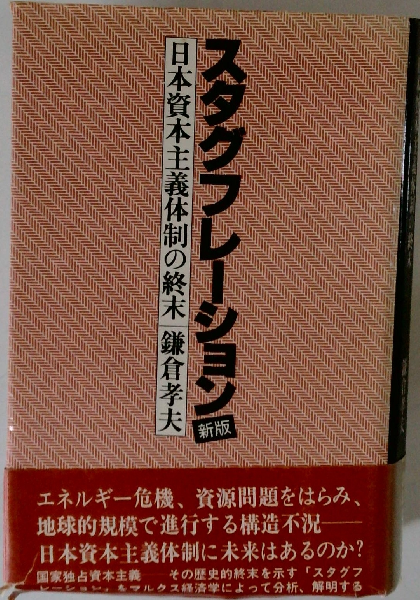 スタグフレーション
新版
日本資本主義体制の終末
鎌倉孝夫
エネルギー危機、資源問題をはらみ、
地球的規模で進行する構造不況――
日本資本主義体制に未来はあるのか?
国家独占資本主義――その歴史的終末を示す「スタグフ
レーション」をマルクス経済学によって分析、解明する